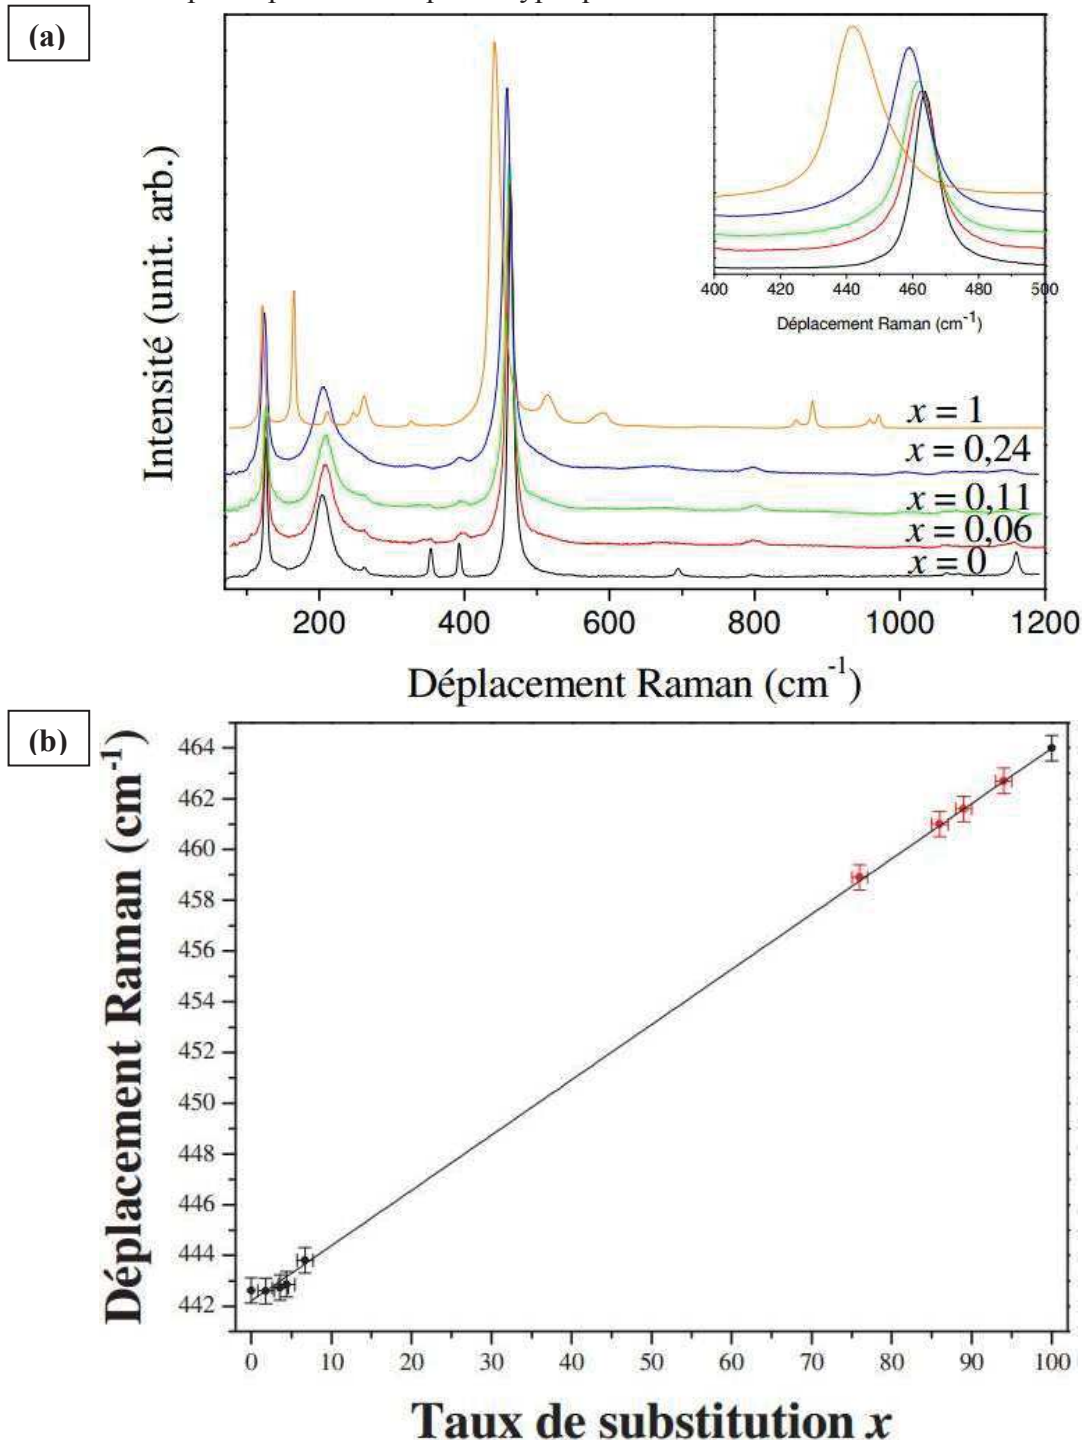 (a)
Intensité (unit. arb.)
400 420 440 460 480 500
Déplacement Raman (cm-1)
x = 1
x = 0,24
x = 0,11
x = 0,06
x = 0
200 400 600 800 1000 1200
Déplacement Raman (cm-1)
(b)
Déplacement Raman (cm-1)
464
462
460
458
456
454
452
450
448
446
444
442
0 10 20 30 40 50 60 70 80 90 100
Taux de substitution x